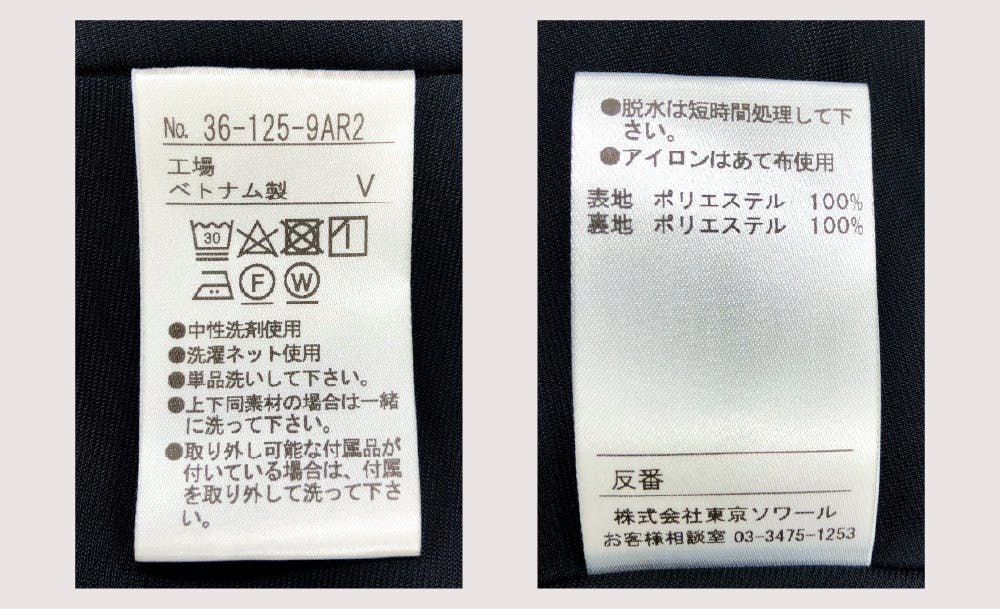 No. 36-125-9AR2
工場
ベトナム製 V
30
F W
●中性洗剤使用
●洗濯ネット使用
●単品洗いして下さい。
●上下同素材の場合は一緒
に洗って下さい。
●取り外し可能な付属品が
付いている場合は、付属
を取り外して洗って下さ
い。
●脱水は短時間処理して下
さい。
●アイロンはあて布使用
表地 ポリエステル 100%
裏地 ポリエステル 100%
反番
株式会社東京ソワール
お客様相談室 03-3475-1253